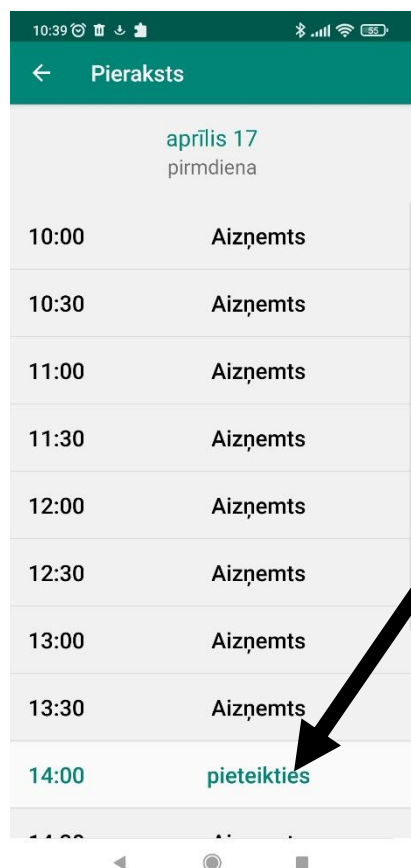 10:39 55
Pieraksts
aprīlis 17
pirmdiena
10:00 Aizņemts
10:30 Aizņemts
11:00 Aizņemts
11:30 Aizņemts
12:00 Aizņemts
12:30 Aizņemts
13:00 Aizņemts
13:30 Aizņemts
14:00 pieteikties